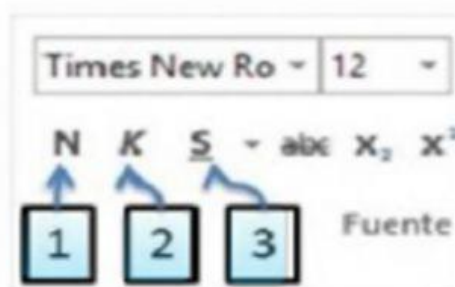 Times New Ro 12
N K S abc X₂ X²
1 2 3 Fuente